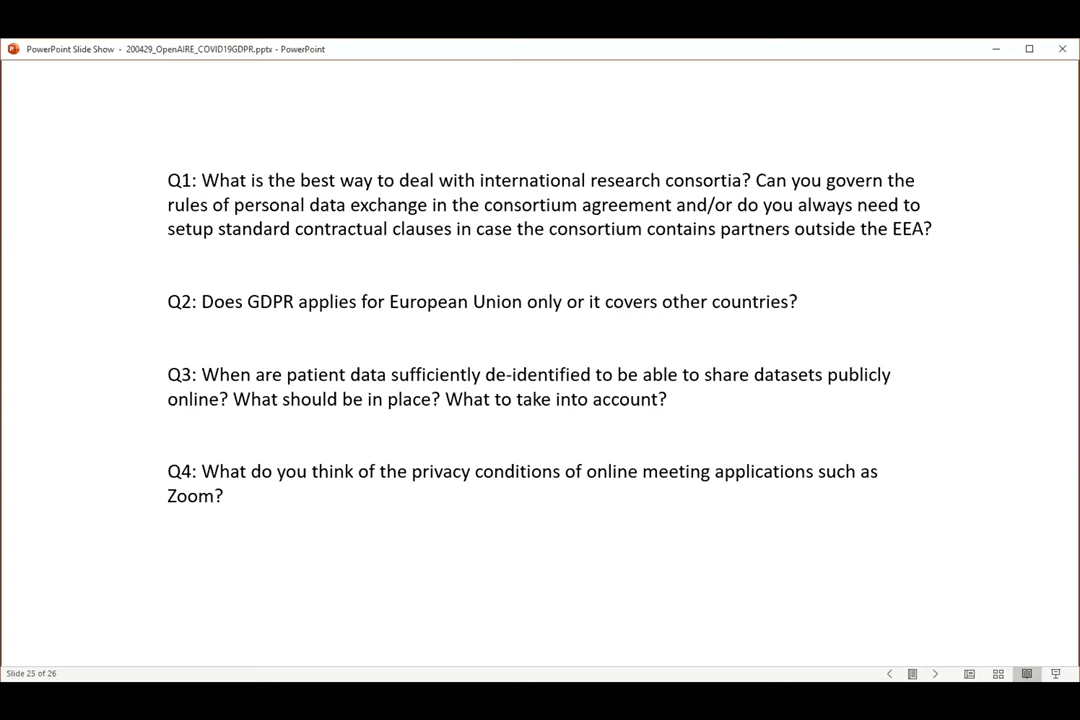 PowerPoint Slide Show - 200429_OpenAIRE_COVID19GDPR.pptx - PowerPoint
Q1: What is the best way to deal with international research consortia? Can you govern the
rules of personal data exchange in the consortium agreement and/or do you always need to
setup standard contractual clauses in case the consortium contains partners outside the EEA?
Q2: Does GDPR applies for European Union only or it covers other countries?
Q3: When are patient data sufficiently de-identified to be able to share datasets publicly
online? What should be in place? What to take into account?
Q4: What do you think of the privacy conditions of online meeting applications such as
Zoom?
Slide 25 of 26